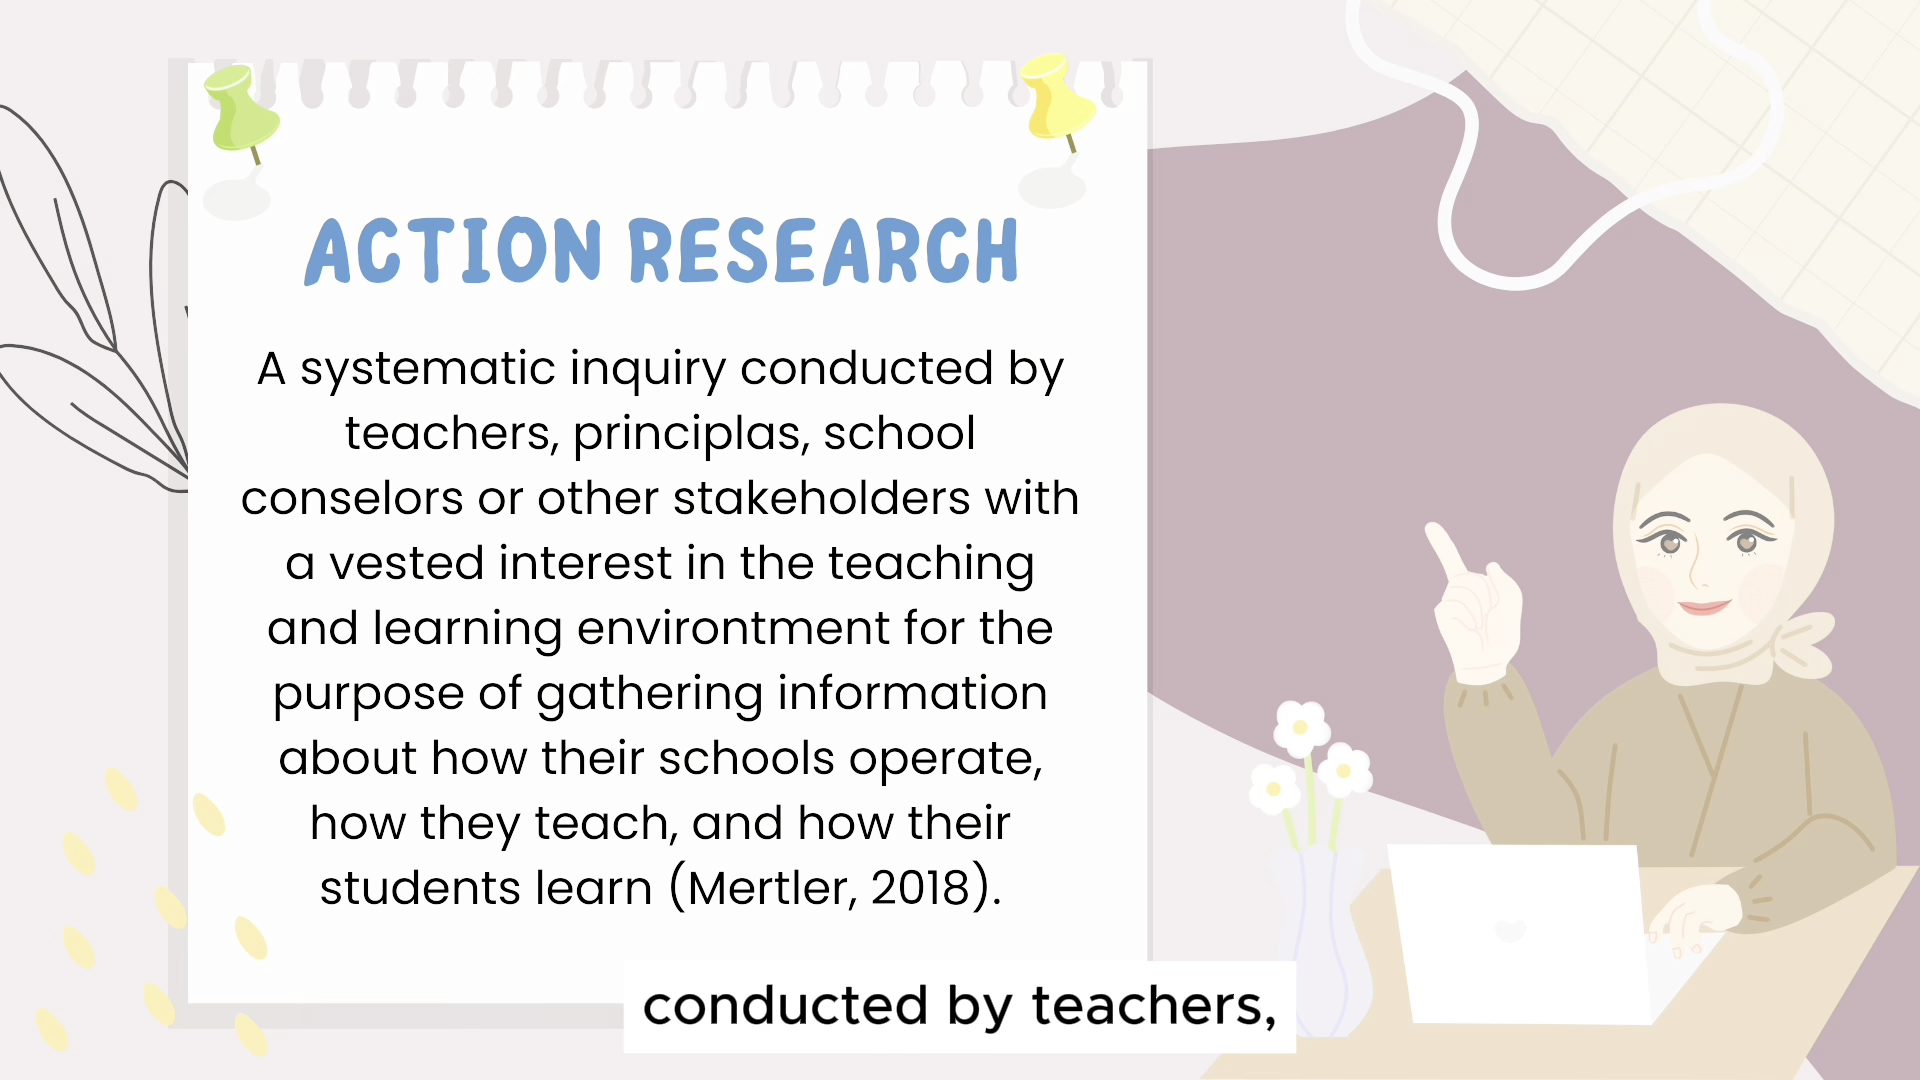 ACTION RESEARCH
A systematic inquiry conducted by
teachers, principlas, school
conselors or other stakeholders with
a vested interest in the teaching
and learning environtment for the
purpose of gathering information
about how their schools operate,
how they teach, and how their
students learn (Mertler, 2018).
conducted by teachers,